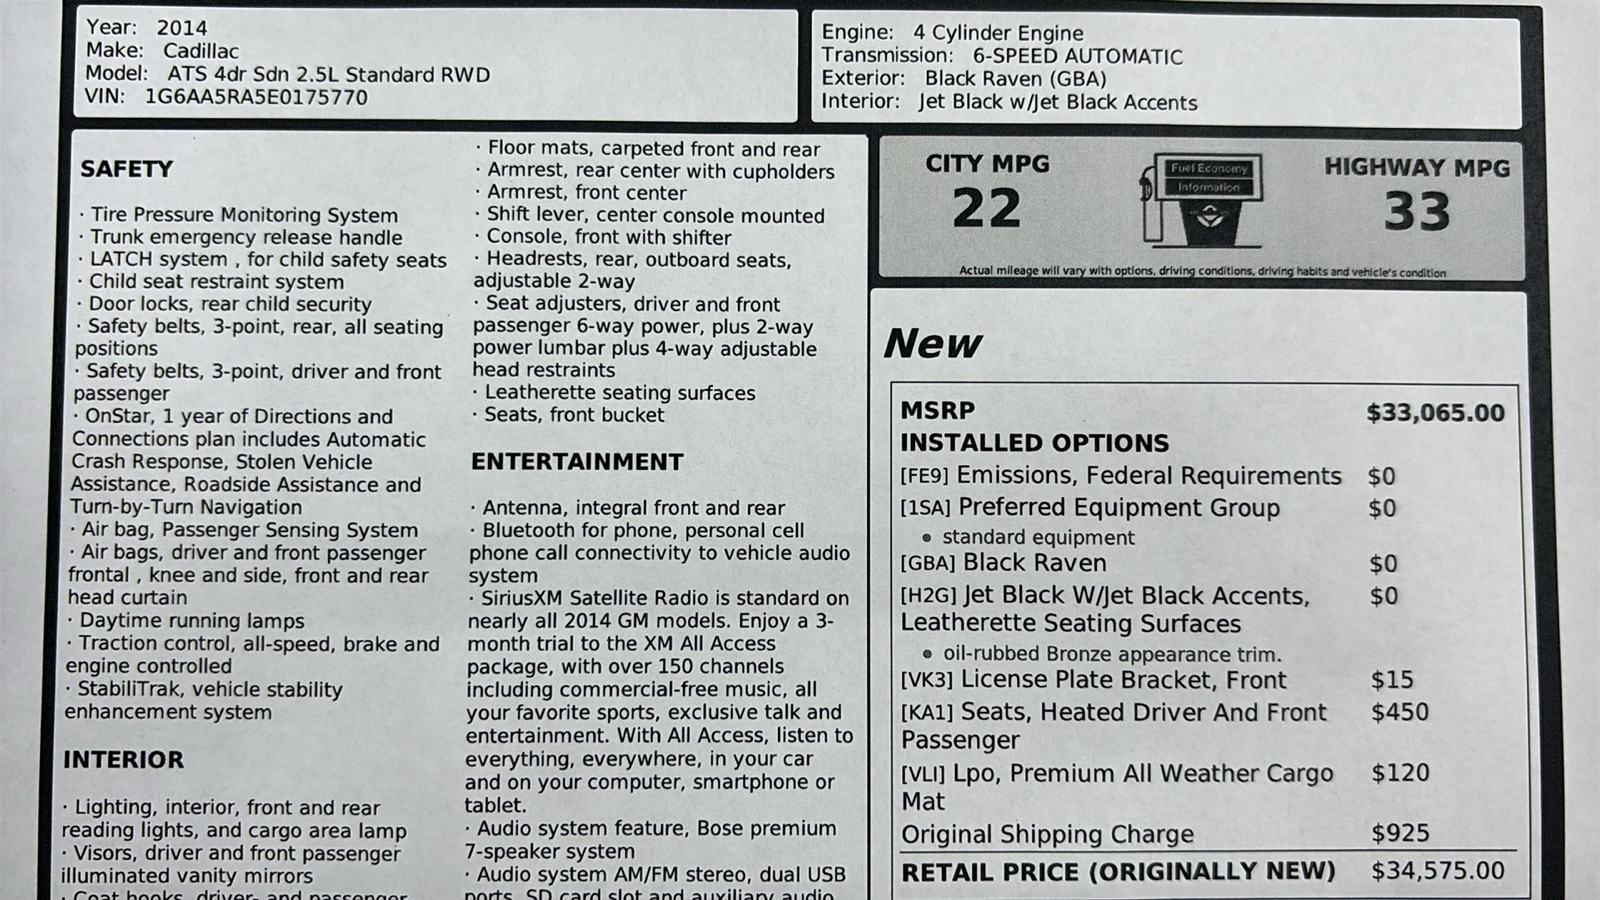 Year: 2014
Make: Cadillac
Model: ATS 4dr Sdn 2.5L Standard RWD
VIN: 1G6AA5RA5E0175770
Engine: 4 Cylinder Engine
Transmission: 6-SPEED AUTOMATIC
Exterior: Black Raven (GBA)
Interior: Jet Black w/Jet Black Accents
SAFETY
· Tire Pressure Monitoring System
· Trunk emergency release handle
· LATCH system , for child safety seats
· Child seat restraint system
· Door locks, rear child security
· Safety belts, 3-point, rear, all seating
positions
· Safety belts, 3-point, driver and front
passenger
· OnStar, 1 year of Directions and
Connections plan includes Automatic
Crash Response, Stolen Vehicle
Assistance, Roadside Assistance and
Turn-by-Turn Navigation
· Air bag, Passenger Sensing System
· Air bags, driver and front passenger
frontal , knee and side, front and rear
head curtain
· Daytime running lamps
· Traction control, all-speed, brake and
engine controlled
· StabiliTrak, vehicle stability
enhancement system
INTERIOR
· Lighting, interior, front and rear
reading lights, and cargo area lamp
· Visors, driver and front passenger
illuminated vanity mirrors
· Coat hooks, driver- and passenger
· Floor mats, carpeted front and rear
· Armrest, rear center with cupholders
· Armrest, front center
· Shift lever, center console mounted
· Console, front with shifter
· Headrests, rear, outboard seats,
adjustable 2-way
· Seat adjusters, driver and front
passenger 6-way power, plus 2-way
power lumbar plus 4-way adjustable
head restraints
· Leatherette seating surfaces
· Seats, front bucket
ENTERTAINMENT
· Antenna, integral front and rear
· Bluetooth for phone, personal cell
phone call connectivity to vehicle audio
system
· SiriusXM Satellite Radio is standard on
nearly all 2014 GM models. Enjoy a 3-
month trial to the XM All Access
package, with over 150 channels
including commercial-free music, all
your favorite sports, exclusive talk and
entertainment. With All Access, listen to
everything, everywhere, in your car
and on your computer, smartphone or
tablet.
· Audio system feature, Bose premium
7-speaker system
· Audio system AM/FM stereo, dual USB
ports, SD card slot and auxiliary audio
CITY MPG
22
Fuel Economy
Information
HIGHWAY MPG
33
Actual mileage will vary with options, driving conditions, driving habits and vehicle's condition
New
MSRP $33,065.00
INSTALLED OPTIONS
[FE9] Emissions, Federal Requirements $0
[1SA] Preferred Equipment Group $0
• standard equipment
[GBA] Black Raven $0
[H2G] Jet Black W/Jet Black Accents, $0
Leatherette Seating Surfaces
• oil-rubbed Bronze appearance trim.
[VK3] License Plate Bracket, Front $15
[KA1] Seats, Heated Driver And Front $450
Passenger
[VLI] Lpo, Premium All Weather Cargo $120
Mat
Original Shipping Charge $925
RETAIL PRICE (ORIGINALLY NEW) $34,575.00